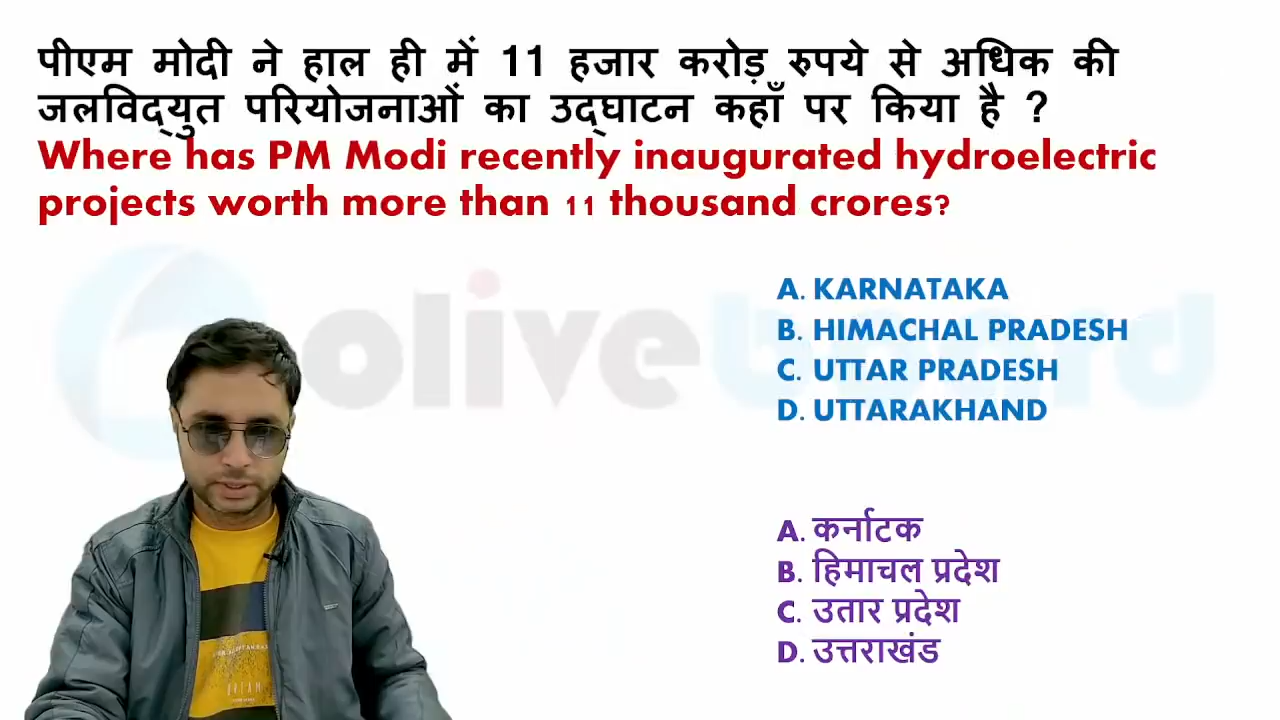 पीएम मोदी ने हाल ही में 11 हजार करोड़ रुपये से अधिक की
जलविद्युत परियोजनाओं का उद्घाटन कहाँ पर किया है ?
Where has PM Modi recently inaugurated hydroelectric
projects worth more than 11 thousand crores?
oliveboard
A. KARNATAKA
B. HIMACHAL PRADESH
C. UTTAR PRADESH
D. UTTARAKHAND
A. कर्नाटक
B. हिमाचल प्रदेश
C. उतार प्रदेश
D. उत्तराखंड